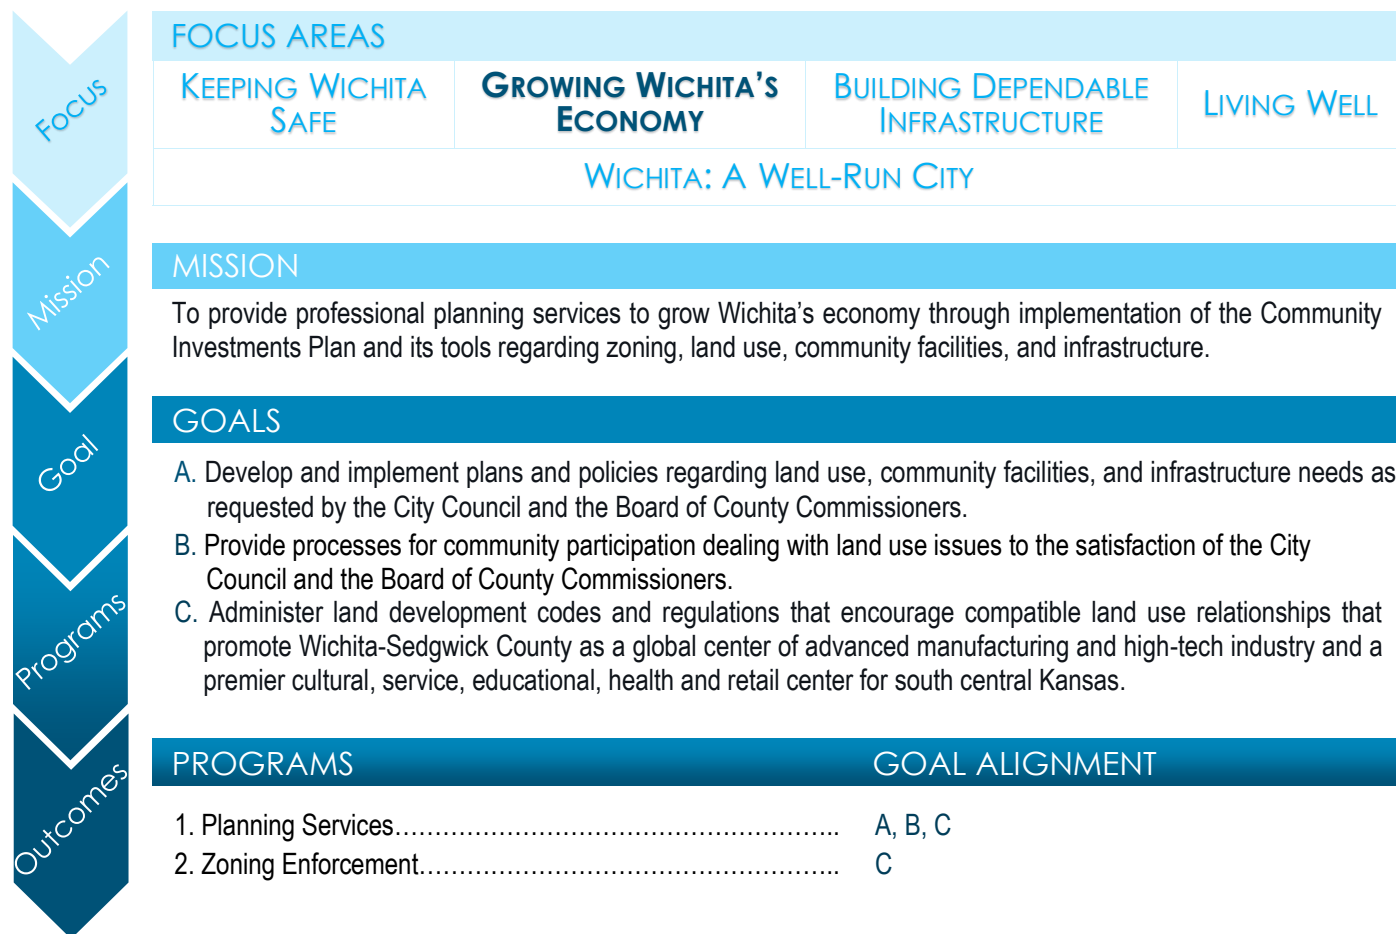 Focus
Mission
Goal
Programs
Outcomes
FOCUS AREAS
KEEPING WICHITA
SAFE
GROWING WICHITA’S
ECONOMY
BUILDING DEPENDABLE
INFRASTRUCTURE
LIVING WELL
WICHITA: A WELL-RUN CITY
MISSION
To provide professional planning services to grow Wichita’s economy through implementation of the Community
Investments Plan and its tools regarding zoning, land use, community facilities, and infrastructure.
GOALS
A. Develop and implement plans and policies regarding land use, community facilities, and infrastructure needs as
requested by the City Council and the Board of County Commissioners.
B. Provide processes for community participation dealing with land use issues to the satisfaction of the City
Council and the Board of County Commissioners.
C. Administer land development codes and regulations that encourage compatible land use relationships that
promote Wichita-Sedgwick County as a global center of advanced manufacturing and high-tech industry and a
premier cultural, service, educational, health and retail center for south central Kansas.
PROGRAMS GOAL ALIGNMENT
1. Planning Services……………………………………………….. A, B, C
2. Zoning Enforcement…………………………………………….. C